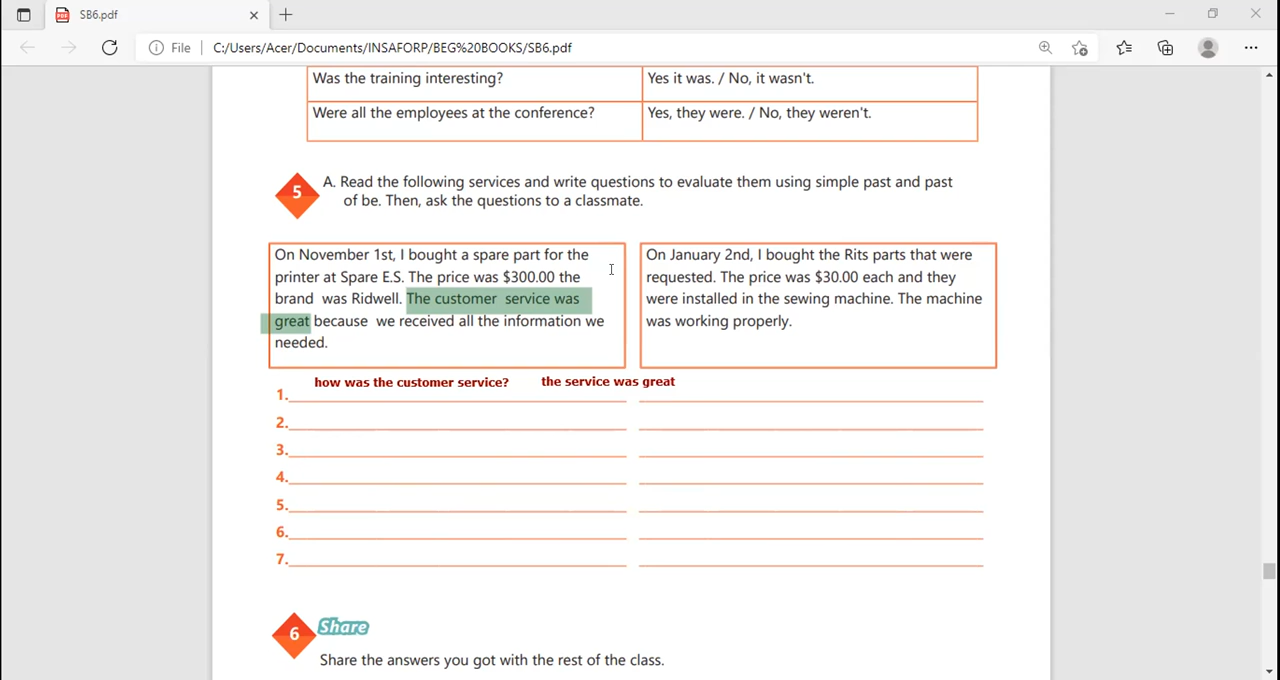 SB6.pdf
File
C:/Users/Acer/Documents/INSAFORP/BEG%20BOOKS/SB6.pdf
Was the training interesting?
Yes it was. / No, it wasn't.
Were all the employees at the conference?
Yes, they were. / No, they weren't.
5
A. Read the following services and write questions to evaluate them using simple past and past
of be. Then, ask the questions to a classmate.
On November 1st, I bought a spare part for the
printer at Spare E.S. The price was $300.00 the
brand was Ridwell. The customer service was
great because we received all the information we
needed.
On January 2nd, I bought the Rits parts that were
requested. The price was $30.00 each and they
were installed in the sewing machine. The machine
was working properly.
how was the customer service?
the service was great
1.
2.
3.
4.
5.
6.
7.
6
Share
Share the answers you got with the rest of the class.